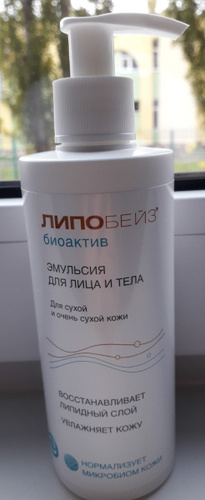 ЛИПОБЕЙЗ®
биоактив
ЭМУЛЬСИЯ
ДЛЯ ЛИЦА И ТЕЛА
Для сухой
и очень сухой кожи
ВОССТАНАВЛИВАЕТ
ЛИПИДНЫЙ СЛОЙ
УВЛАЖНЯЕТ КОЖУ
НОРМАЛИЗУЕТ
МИКРОБИОМ КОЖИ